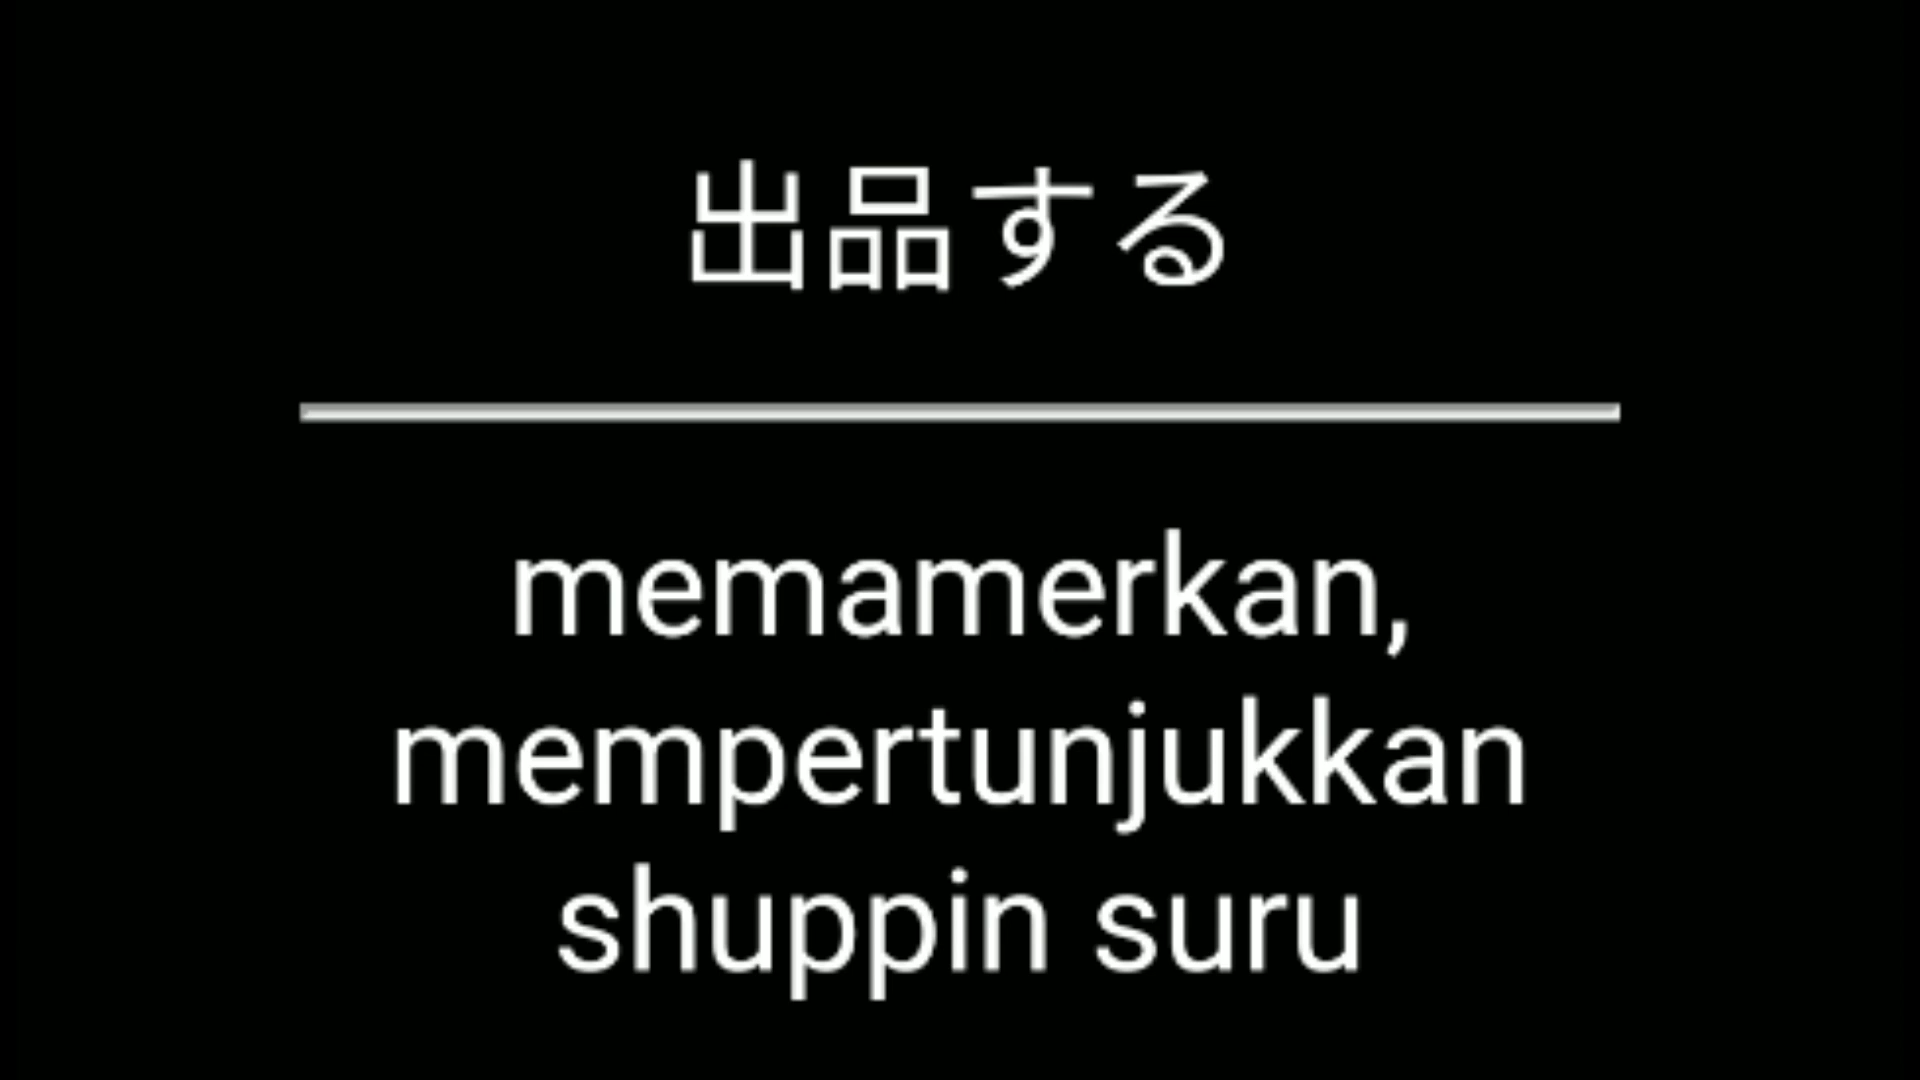 出品する
memamerkan,
mempertunjukkan
shuppin suru